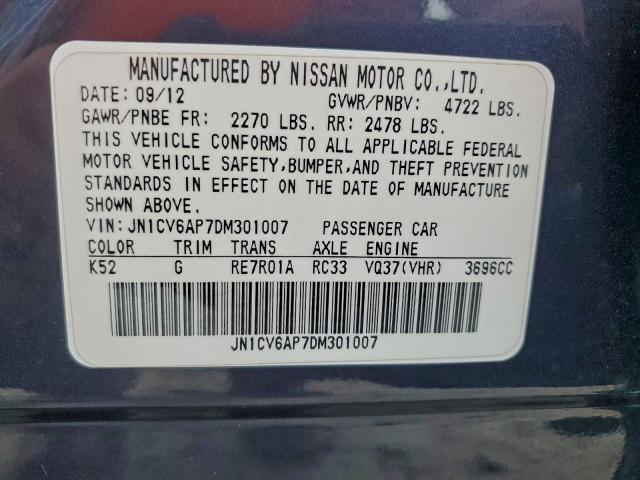 MANUFACTURED BY NISSAN MOTOR CO.,LTD.
DATE: 09/12 GVWR/PNBV: 4722 LBS.
GAWR/PNBE FR: 2270 LBS. RR: 2478 LBS.
THIS VEHICLE CONFORMS TO ALL APPLICABLE FEDERAL
MOTOR VEHICLE SAFETY,BUMPER,AND THEFT PREVENTION
STANDARDS IN EFFECT ON THE DATE OF MANUFACTURE
SHOWN ABOVE.
VIN: JN1CV6AP7DM301007 PASSENGER CAR
COLOR TRIM TRANS AXLE ENGINE
K52 G RE7R01A RC33 VQ37(VHR) 3696CC
JN1CV6AP7DM301007